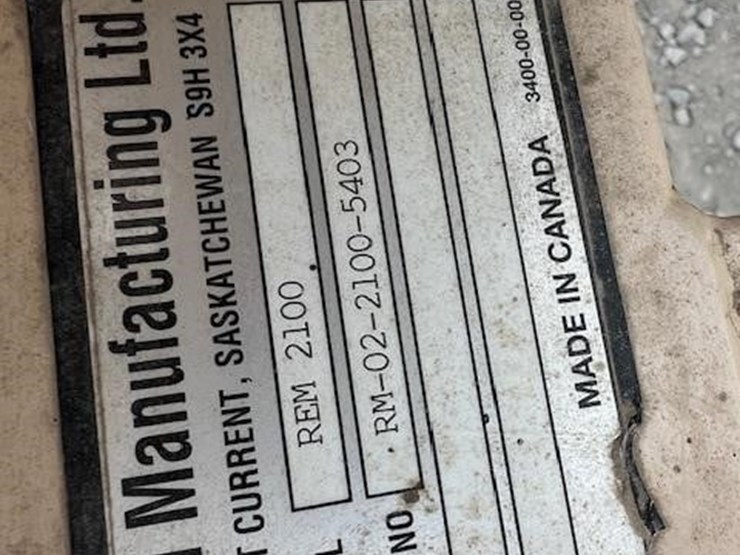 Manufacturing Ltd.
CURRENT, SASKATCHEWAN S9H 3X4
REM 2100
NO RM-02-2100-5403
MADE IN CANADA 3400-00-00